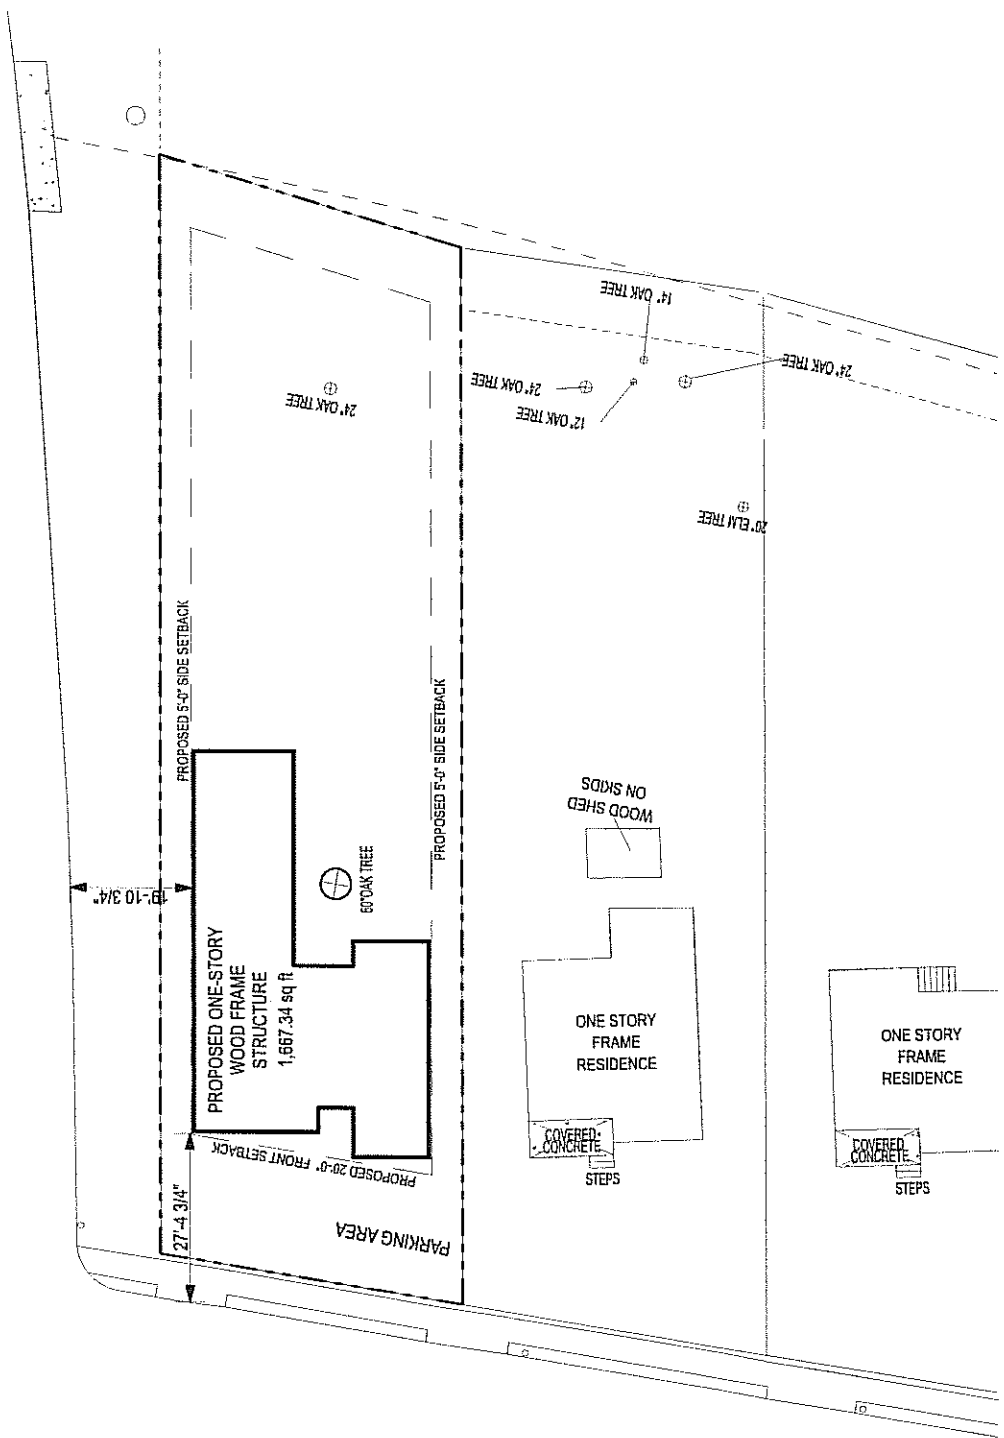 14" OAK TREE
24" OAK TREE
24" OAK TREE
12" OAK TREE
24" OAK TREE
20" ELM TREE
PROPOSED 5'-0" SIDE SETBACK
PROPOSED 5'-0" SIDE SETBACK
WOOD SHED
ON SKIDS
60"OAK TREE
19'-10 3/4"
PROPOSED ONE-STORY
WOOD FRAME
STRUCTURE
1,667.34 sq ft
ONE STORY
FRAME
RESIDENCE
ONE STORY
FRAME
RESIDENCE
COVERED
CONCRETE
STEPS
COVERED
CONCRETE
STEPS
PROPOSED 20'-0" FRONT SETBACK
27'-4 3/4"
PARKING AREA